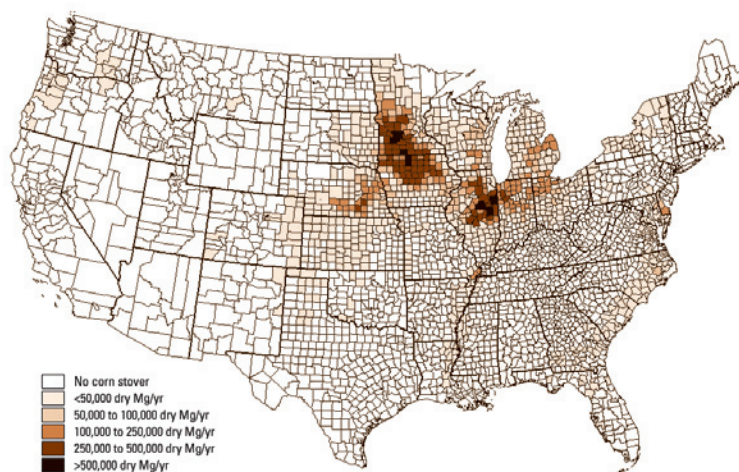 No corn stover
<50,000 dry Mg/yr
50,000 to 100,000 dry Mg/yr
100,000 to 250,000 dry Mg/yr
250,000 to 500,000 dry Mg/yr
>500,000 dry Mg/yr